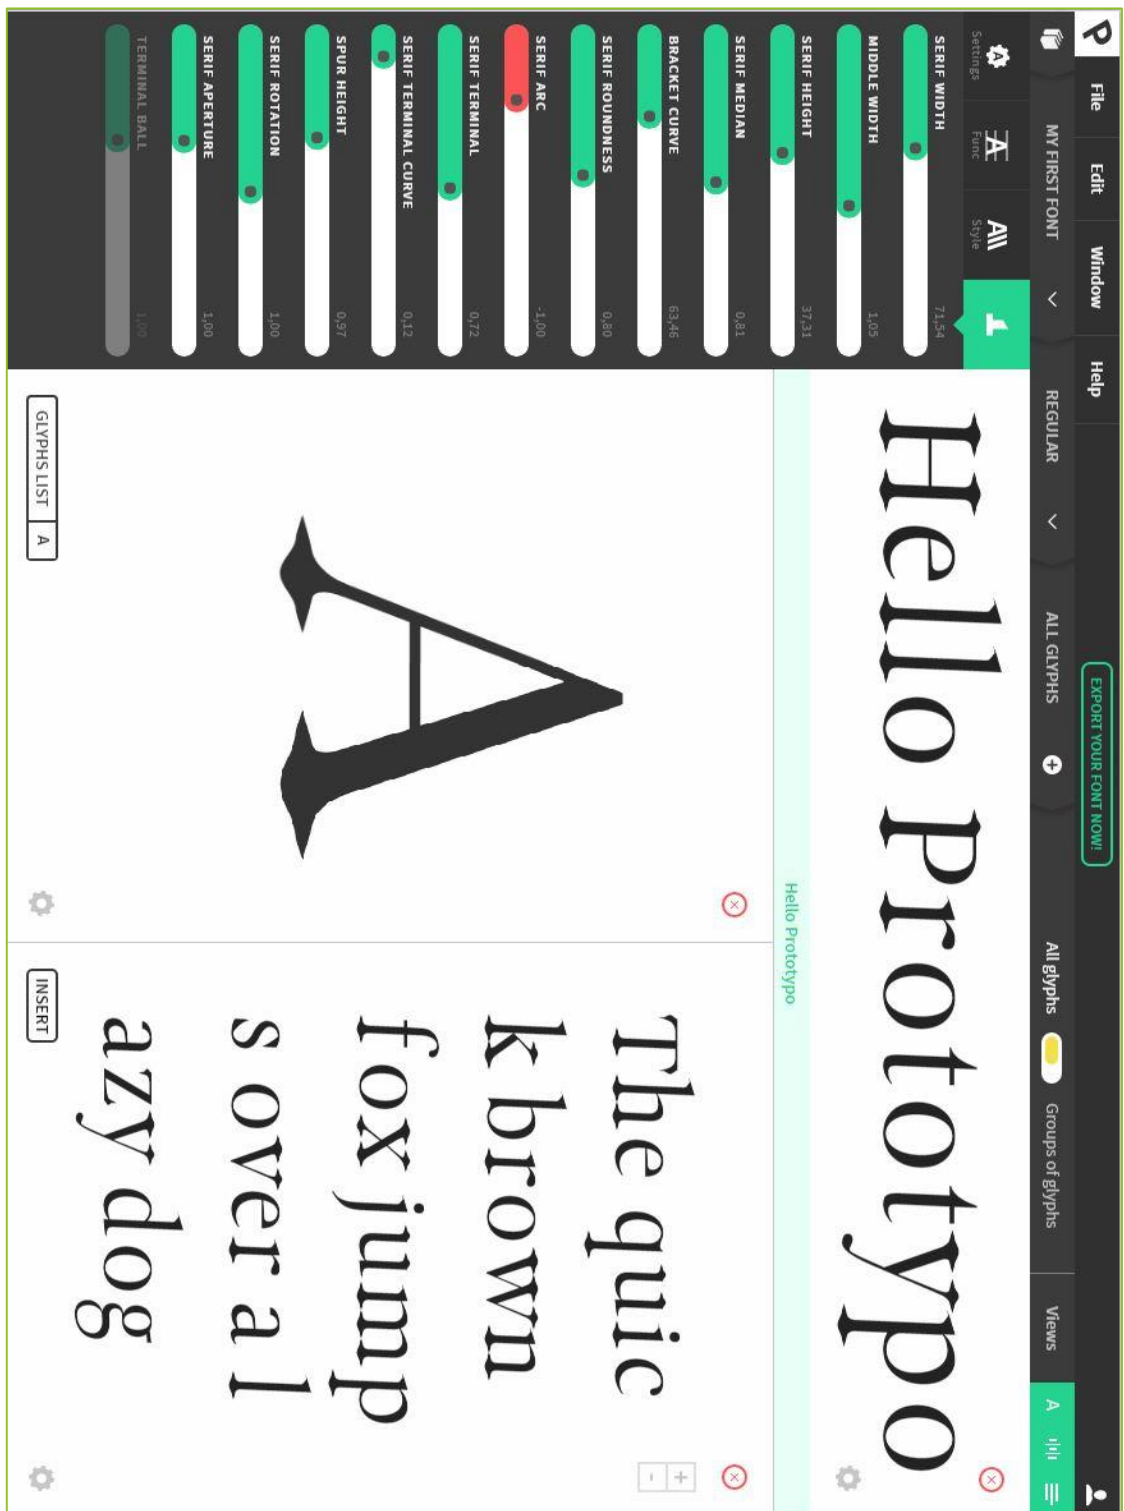 File Edit Window Help EXPORT YOUR FONT NOW!
MY FIRST FONT REGULAR ALL GLYPHS All glyphs Groups of glyphs Views A
Settings Func Style
SERIF WIDTH 71,54
MIDDLE WIDTH 1,05
SERIF HEIGHT 37,31
SERIF MEDIAN 0,81
BRACKET CURVE 63,46
SERIF ROUNDNESS 0,80
SERIF ARC -1,00
SERIF TERMINAL 0,72
SERIF TERMINAL CURVE 0,12
SPUR HEIGHT 0,97
SERIF ROTATION 1,00
SERIF APERTURE 1,00
TERMINAL BALL 1,00
Hello Prototypo
Hello Prototypo
A
GLYPHS LIST A
The quic
k brown
fox jump
s over a l
azy dog
INSERT